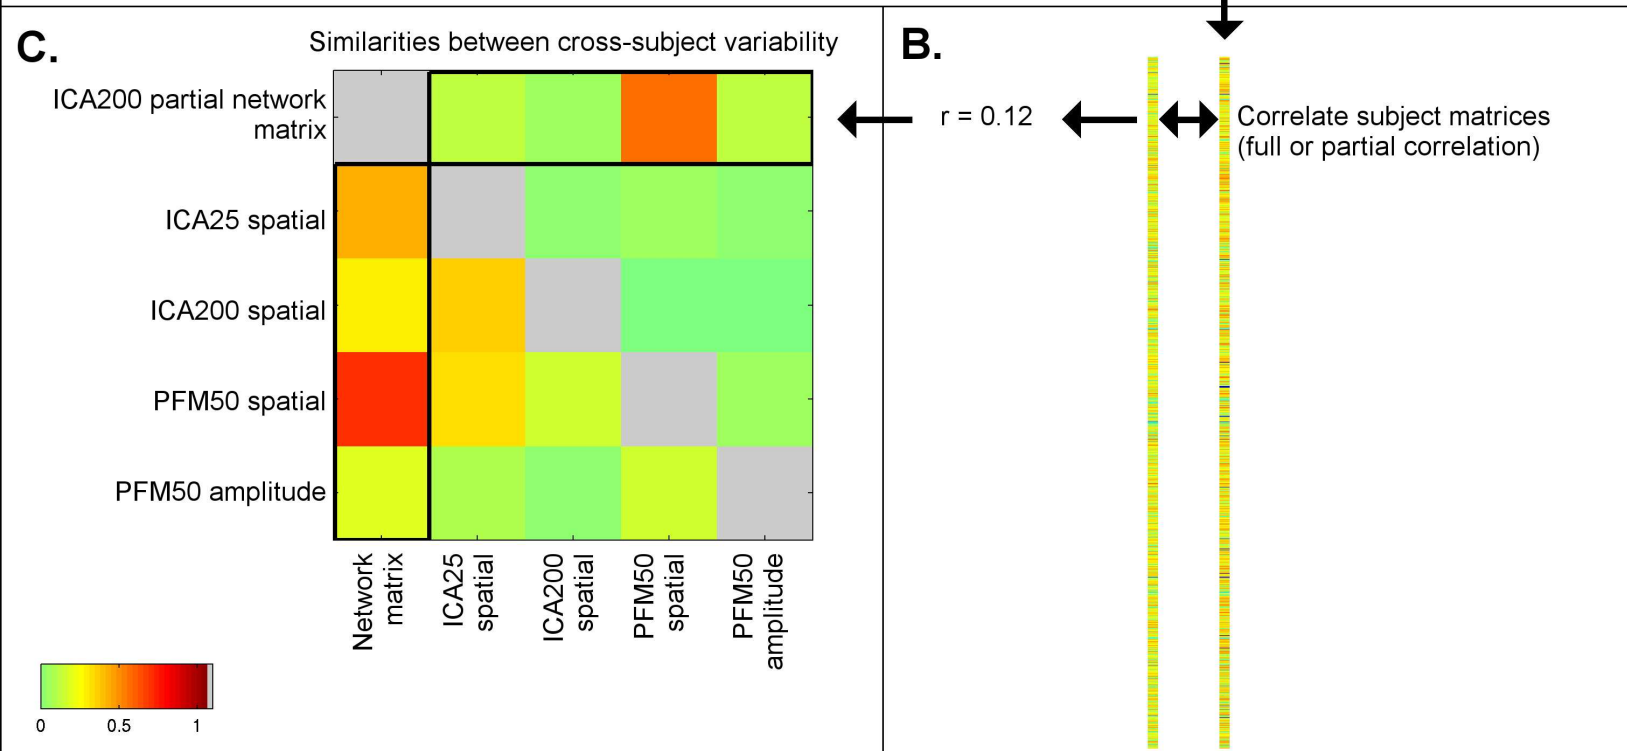 C.
Similarities between cross-subject variability
ICA200 partial network
matrix
ICA25 spatial
ICA200 spatial
PFM50 spatial
PFM50 amplitude
Network
matrix
ICA25
spatial
ICA200
spatial
PFM50
spatial
PFM50
amplitude
0 0.5 1
B.
r = 0.12
Correlate subject matrices
(full or partial correlation)